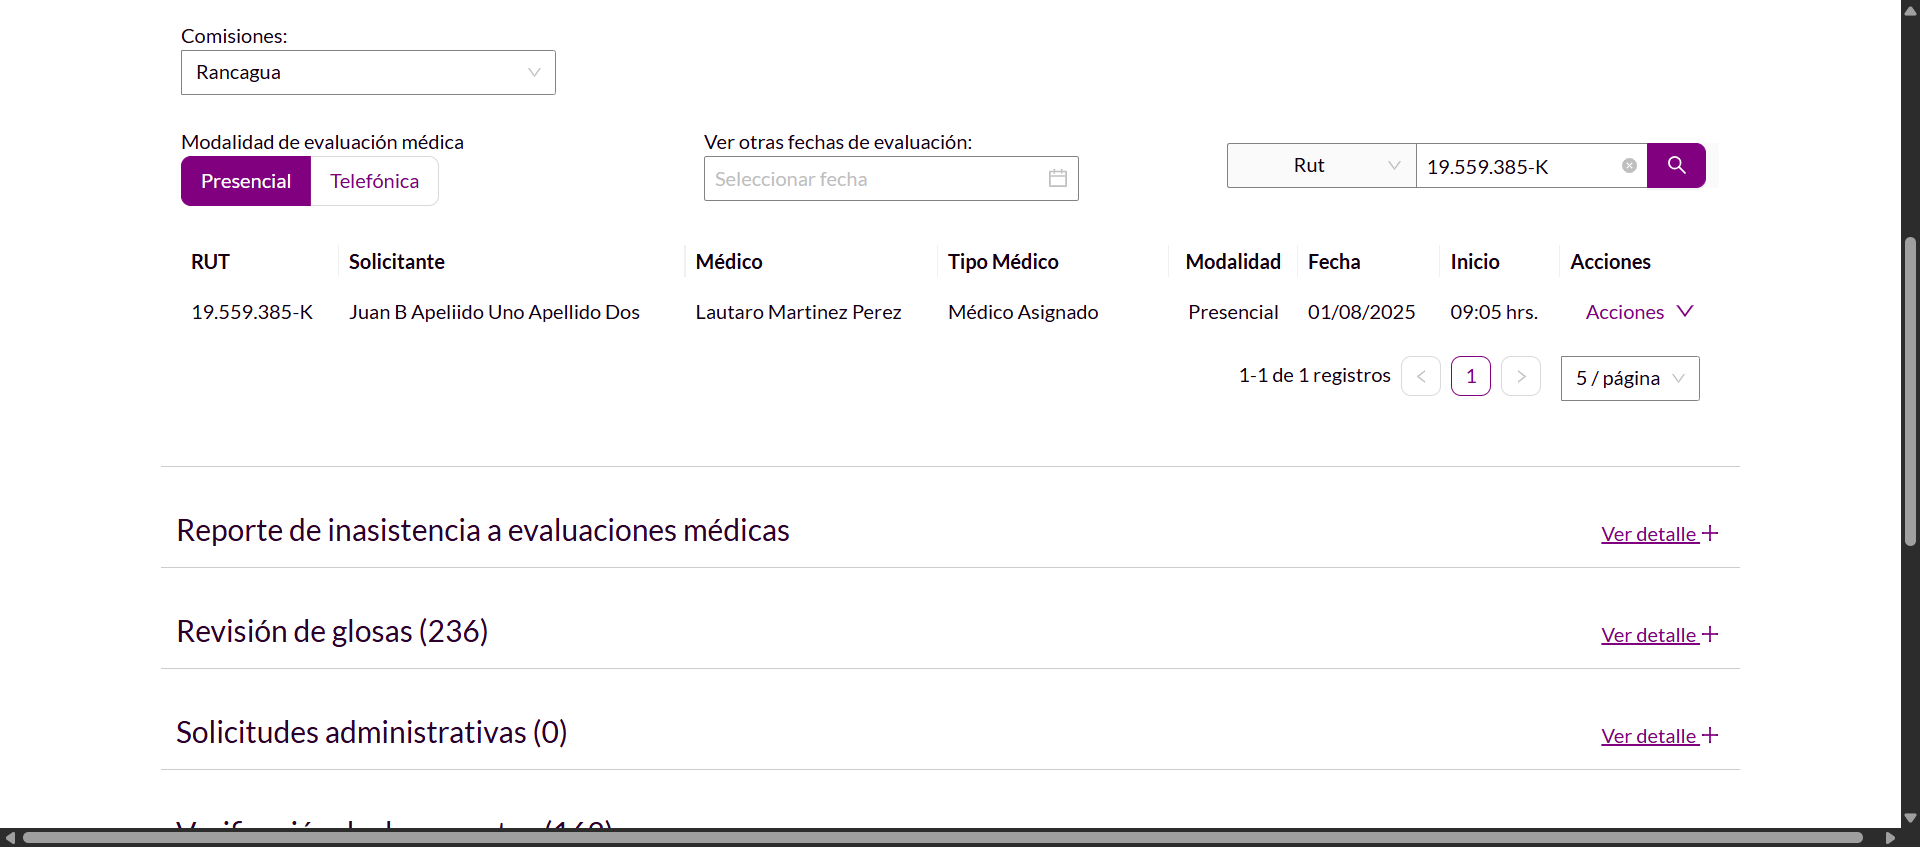 Comisiones:
Rancagua
Modalidad de evaluación médica
Presencial Telefónica
Ver otras fechas de evaluación:
Seleccionar fecha
Rut 19.559.385-K
RUT Solicitante Médico Tipo Médico Modalidad Fecha Inicio Acciones
19.559.385-K Juan B Apeliido Uno Apellido Dos Lautaro Martinez Perez Médico Asignado Presencial 01/08/2025 09:05 hrs. Acciones
1-1 de 1 registros < 1 > 5 / página
Reporte de inasistencia a evaluaciones médicas Ver detalle +
Revisión de glosas (236) Ver detalle +
Solicitudes administrativas (0) Ver detalle +